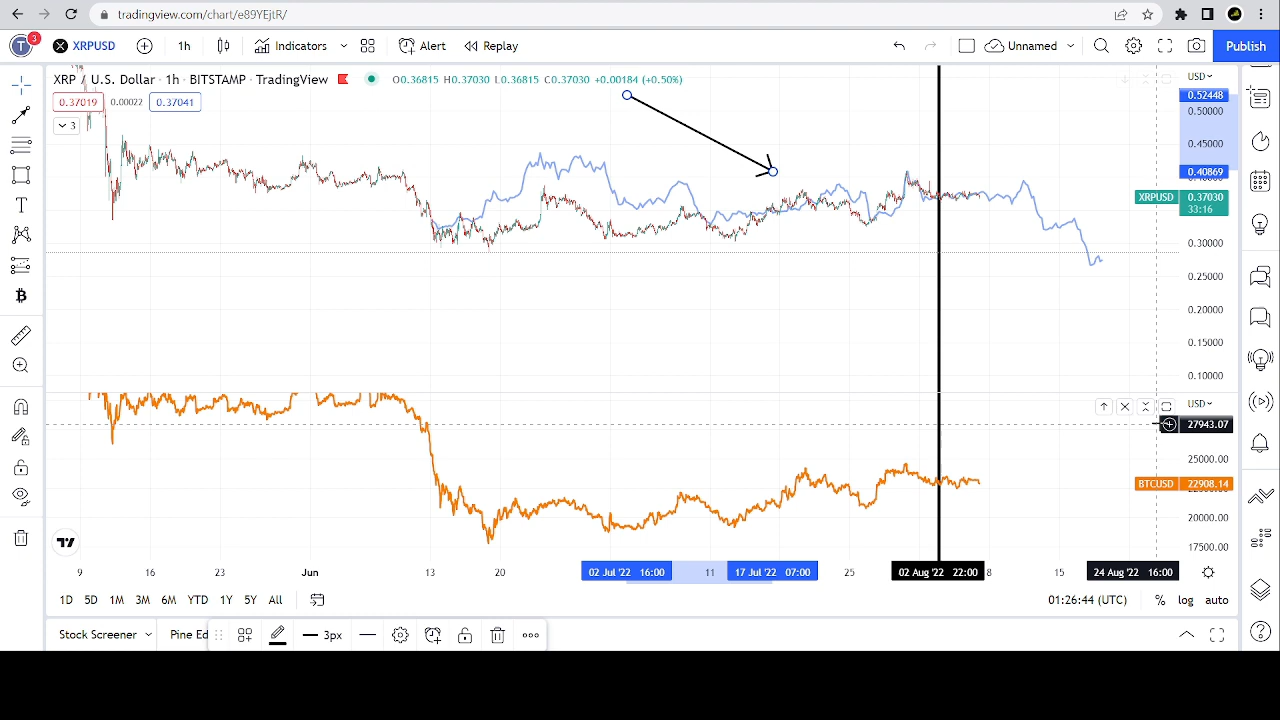 tradingview.com/chart/e89YEjtR/
T 3 XRPUSD 1h Indicators Alert Replay Unnamed Publish
XRP / U.S. Dollar · 1h · BITSTAMP · TradingView O0.36815 H0.37030 L0.36815 C0.37030 +0.00184 (+0.50%)
0.37019 0.00022 0.37041
3
USD
0.52448
0.50000
0.45000
0.40869
XRPUSD 0.37030
33:16
0.30000
0.25000
0.20000
0.15000
0.10000
USD
27943.07
25000.00
BTCUSD 22908.14
20000.00
17500.00
9 16 23 Jun 13 20 02 Jul '22 16:00 11 17 Jul '22 07:00 25 02 Aug '22 22:00 8 15 24 Aug '22 16:00
1D 5D 1M 3M 6M YTD 1Y 5Y All 01:26:44 (UTC) % log auto
Stock Screener Pine Ed 3px